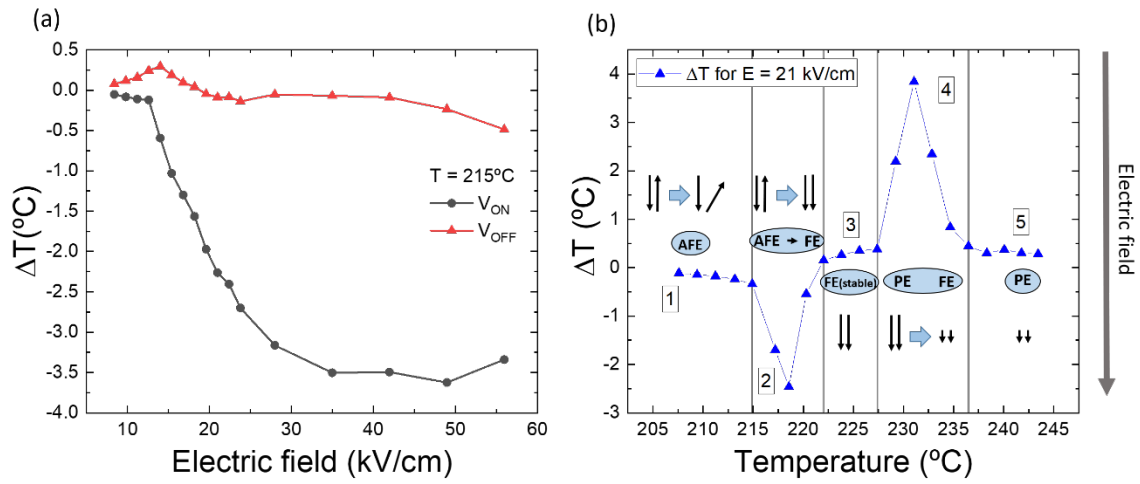 (a)
0.5
0.0
-0.5
-1.0
-1.5
-2.0
-2.5
-3.0
-3.5
-4.0
ΔT(ºC)
T = 215ºC
V_ON
V_OFF
10 20 30 40 50 60
Electric field (kV/cm)
(b)
4
3
2
1
0
-1
-2
-3
ΔT (ºC)
ΔT for E = 21 kV/cm
4
3
5
AFE
AFE → FE
1
FE(stable)
PE FE
PE
2
205 210 215 220 225 230 235 240 245
Temperature (ºC)
Electric field